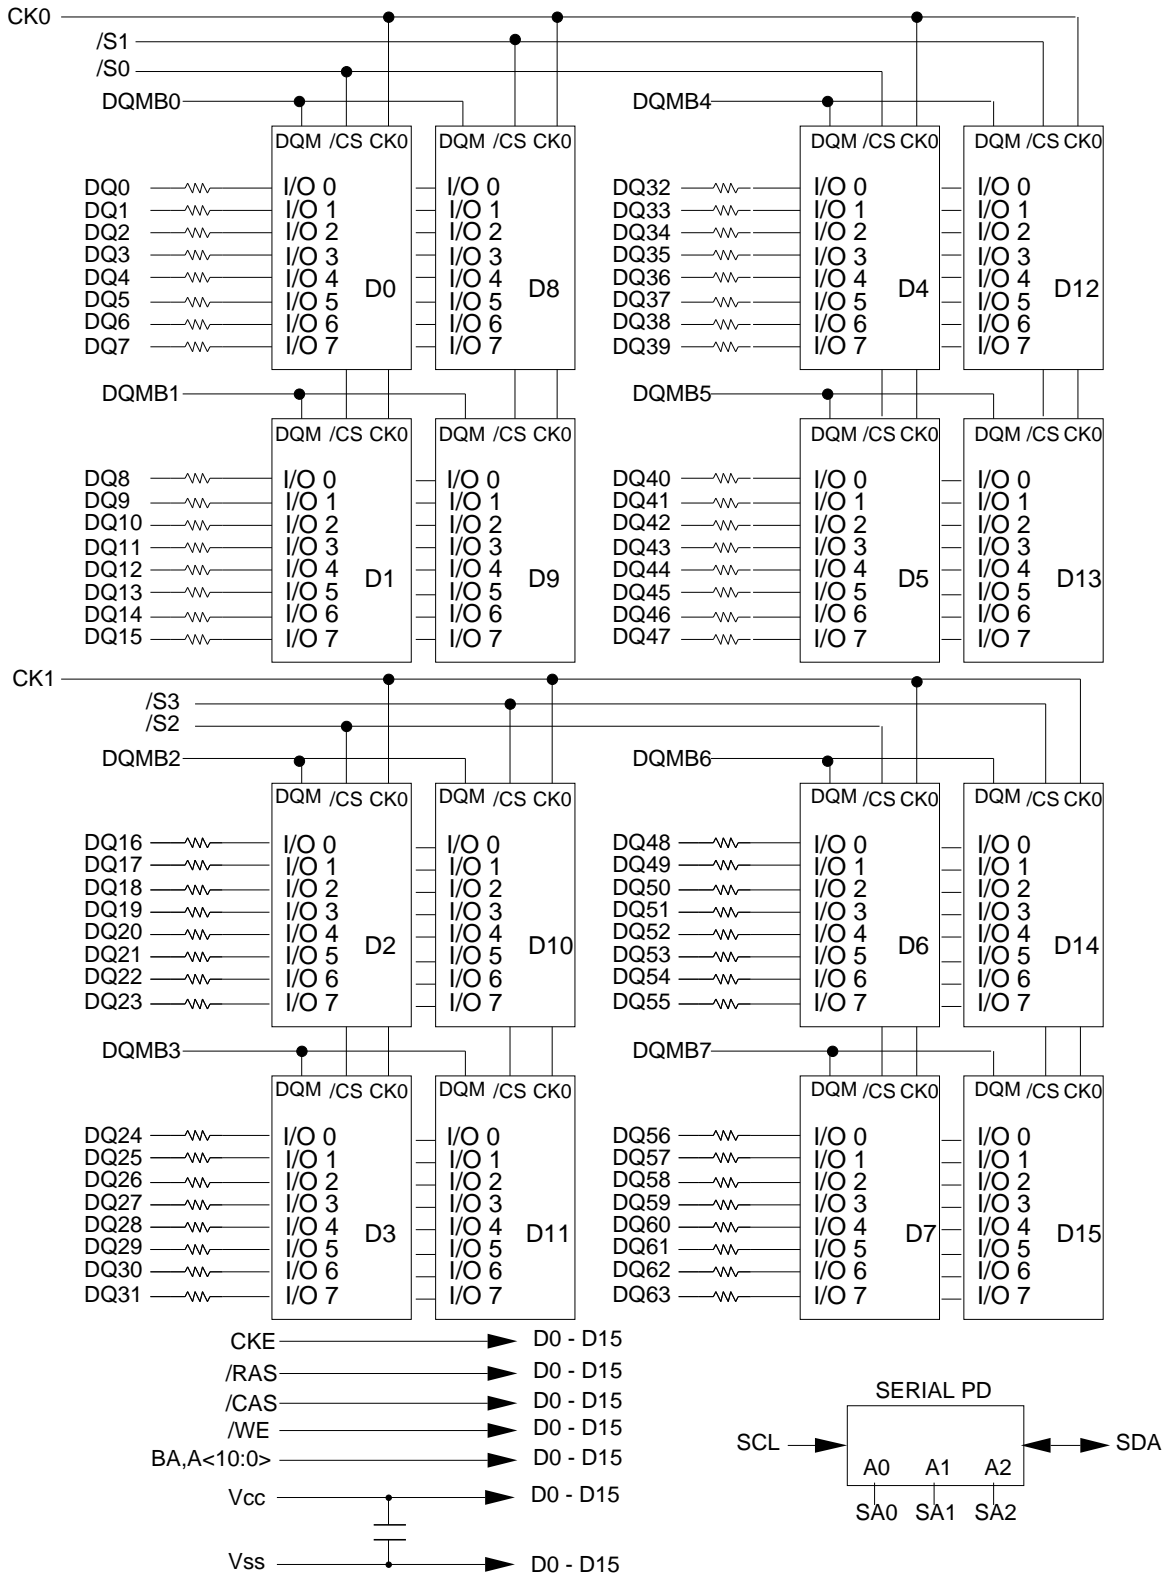 CK0
/S1
/S0
DQMB0 DQMB4
DQM /CS CK0 DQM /CS CK0 DQM /CS CK0 DQM /CS CK0
DQ0 I/O 0 I/O 0 DQ32 I/O 0 I/O 0
DQ1 I/O 1 I/O 1 DQ33 I/O 1 I/O 1
DQ2 I/O 2 I/O 2 DQ34 I/O 2 I/O 2
DQ3 I/O 3 I/O 3 DQ35 I/O 3 I/O 3
DQ4 I/O 4 I/O 4 DQ36 I/O 4 I/O 4
D0 D8 D4 D12
DQ5 I/O 5 I/O 5 DQ37 I/O 5 I/O 5
DQ6 I/O 6 I/O 6 DQ38 I/O 6 I/O 6
DQ7 I/O 7 I/O 7 DQ39 I/O 7 I/O 7
DQMB1 DQMB5
DQM /CS CK0 DQM /CS CK0 DQM /CS CK0 DQM /CS CK0
DQ8 I/O 0 I/O 0 DQ40 I/O 0 I/O 0
DQ9 I/O 1 I/O 1 DQ41 I/O 1 I/O 1
DQ10 I/O 2 I/O 2 DQ42 I/O 2 I/O 2
DQ11 I/O 3 I/O 3 DQ43 I/O 3 I/O 3
DQ12 I/O 4 I/O 4 DQ44 I/O 4 I/O 4
D1 D9 D5 D13
DQ13 I/O 5 I/O 5 DQ45 I/O 5 I/O 5
DQ14 I/O 6 I/O 6 DQ46 I/O 6 I/O 6
DQ15 I/O 7 I/O 7 DQ47 I/O 7 I/O 7
CK1
/S3
/S2
DQMB2 DQMB6
DQM /CS CK0 DQM /CS CK0 DQM /CS CK0 DQM /CS CK0
DQ16 I/O 0 I/O 0 DQ48 I/O 0 I/O 0
DQ17 I/O 1 I/O 1 DQ49 I/O 1 I/O 1
DQ18 I/O 2 I/O 2 DQ50 I/O 2 I/O 2
DQ19 I/O 3 I/O 3 DQ51 I/O 3 I/O 3
DQ20 I/O 4 I/O 4 DQ52 I/O 4 I/O 4
D2 D10 D6 D14
DQ21 I/O 5 I/O 5 DQ53 I/O 5 I/O 5
DQ22 I/O 6 I/O 6 DQ54 I/O 6 I/O 6
DQ23 I/O 7 I/O 7 DQ55 I/O 7 I/O 7
DQMB3 DQMB7
DQM /CS CK0 DQM /CS CK0 DQM /CS CK0 DQM /CS CK0
DQ24 I/O 0 I/O 0 DQ56 I/O 0 I/O 0
DQ25 I/O 1 I/O 1 DQ57 I/O 1 I/O 1
DQ26 I/O 2 I/O 2 DQ58 I/O 2 I/O 2
DQ27 I/O 3 I/O 3 DQ59 I/O 3 I/O 3
DQ28 I/O 4 I/O 4 DQ60 I/O 4 I/O 4
D3 D11 D7 D15
DQ29 I/O 5 I/O 5 DQ61 I/O 5 I/O 5
DQ30 I/O 6 I/O 6 DQ62 I/O 6 I/O 6
DQ31 I/O 7 I/O 7 DQ63 I/O 7 I/O 7
CKE D0 - D15
/RAS D0 - D15
/CAS D0 - D15
/WE D0 - D15
BA,A<10:0> D0 - D15
Vcc D0 - D15
Vss D0 - D15
SERIAL PD
SCL SDA
A0 A1 A2
SA0 SA1 SA2